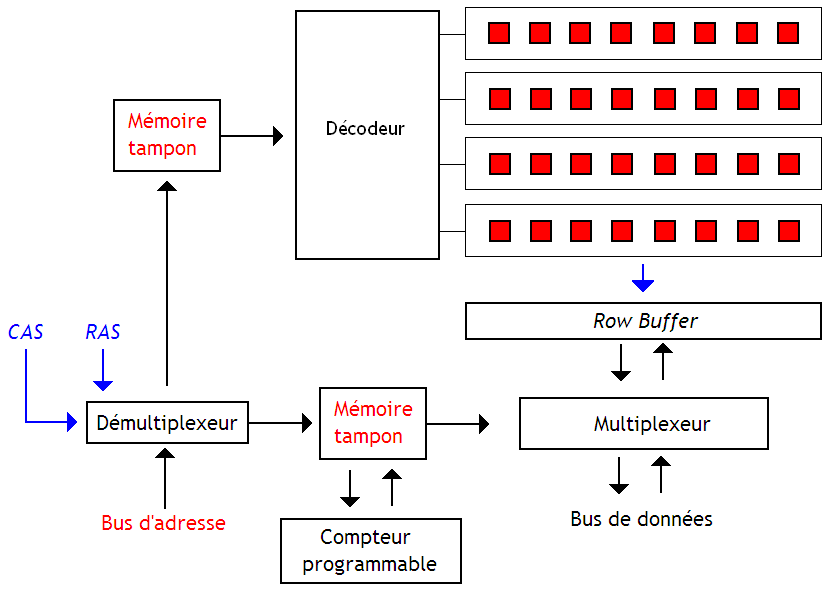 Mémoire
tampon
Décodeur
CAS
RAS
Row Buffer
Démultiplexeur
Mémoire
tampon
Multiplexeur
Bus d'adresse
Compteur
programmable
Bus de données